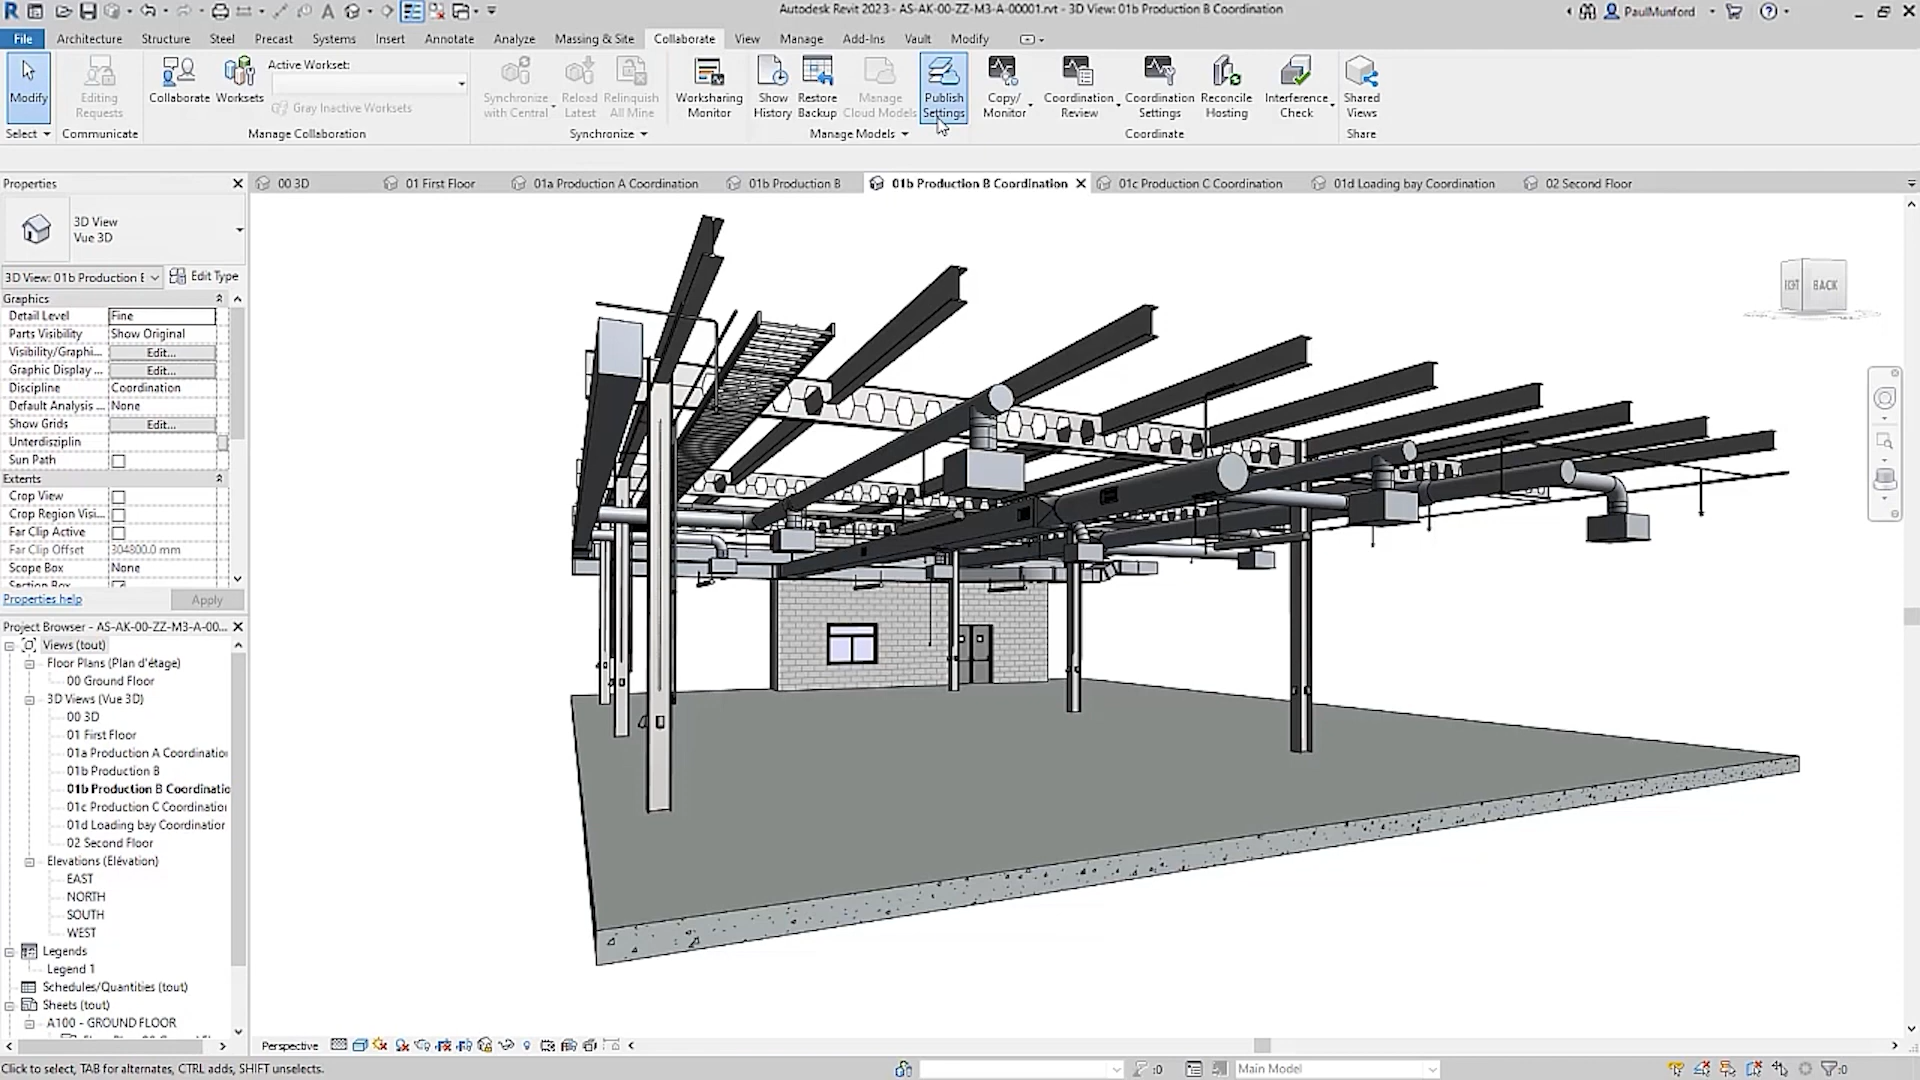 Autodesk Revit 2023 - AS-AK-00-ZZ-M3-A-00001.rvt - 3D View: 01b Production B Coordination
PaulMunford
File Architecture Structure Steel Precast Systems Insert Annotate Analyze Massing & Site Collaborate View Manage Add-Ins Vault Modify
Modify
Editing Requests
Collaborate
Worksets
Active Workset:
Gray Inactive Worksets
Synchronize with Central
Reload Latest
Relinquish All Mine
Worksharing Monitor
Show History
Restore Backup
Manage Cloud Models
Publish Settings
Copy/ Monitor
Coordination Review
Coordination Settings
Reconcile Hosting
Interference Check
Shared Views
Select Communicate Manage Collaboration Synchronize Manage Models Coordinate Share
Properties
00 3D
01 First Floor
01a Production A Coordination
01b Production B
01b Production B Coordination
01c Production C Coordination
01d Loading bay Coordination
02 Second Floor
3D View
Vue 3D
3D View: 01b Production
Edit Type
Graphics
Detail Level Fine
Parts Visibility Show Original
Visibility/Graphi... Edit...
Graphic Display ... Edit...
Discipline Coordination
Default Analysis ... None
Show Grids Edit...
Unterdisziplin
Sun Path
Extents
Crop View
Crop Region Visi...
Far Clip Active
Far Clip Offset 304800.0 mm
Scope Box None
Section Box
Properties help
Apply
BACK
Project Browser - AS-AK-00-ZZ-M3-A-00...
Views (tout)
Floor Plans (Plan d'étage)
00 Ground Floor
3D Views (Vue 3D)
00 3D
01 First Floor
01a Production A Coordination
01b Production B
01b Production B Coordinatio
01c Production C Coordination
01d Loading bay Coordination
02 Second Floor
Elevations (Élévation)
EAST
NORTH
SOUTH
WEST
Legends
Legend 1
Schedules/Quantities (tout)
Sheets (tout)
A100 - GROUND FLOOR
Perspective
Click to select, TAB for alternates, CTRL adds, SHIFT unselects.
:0
Main Model
:0